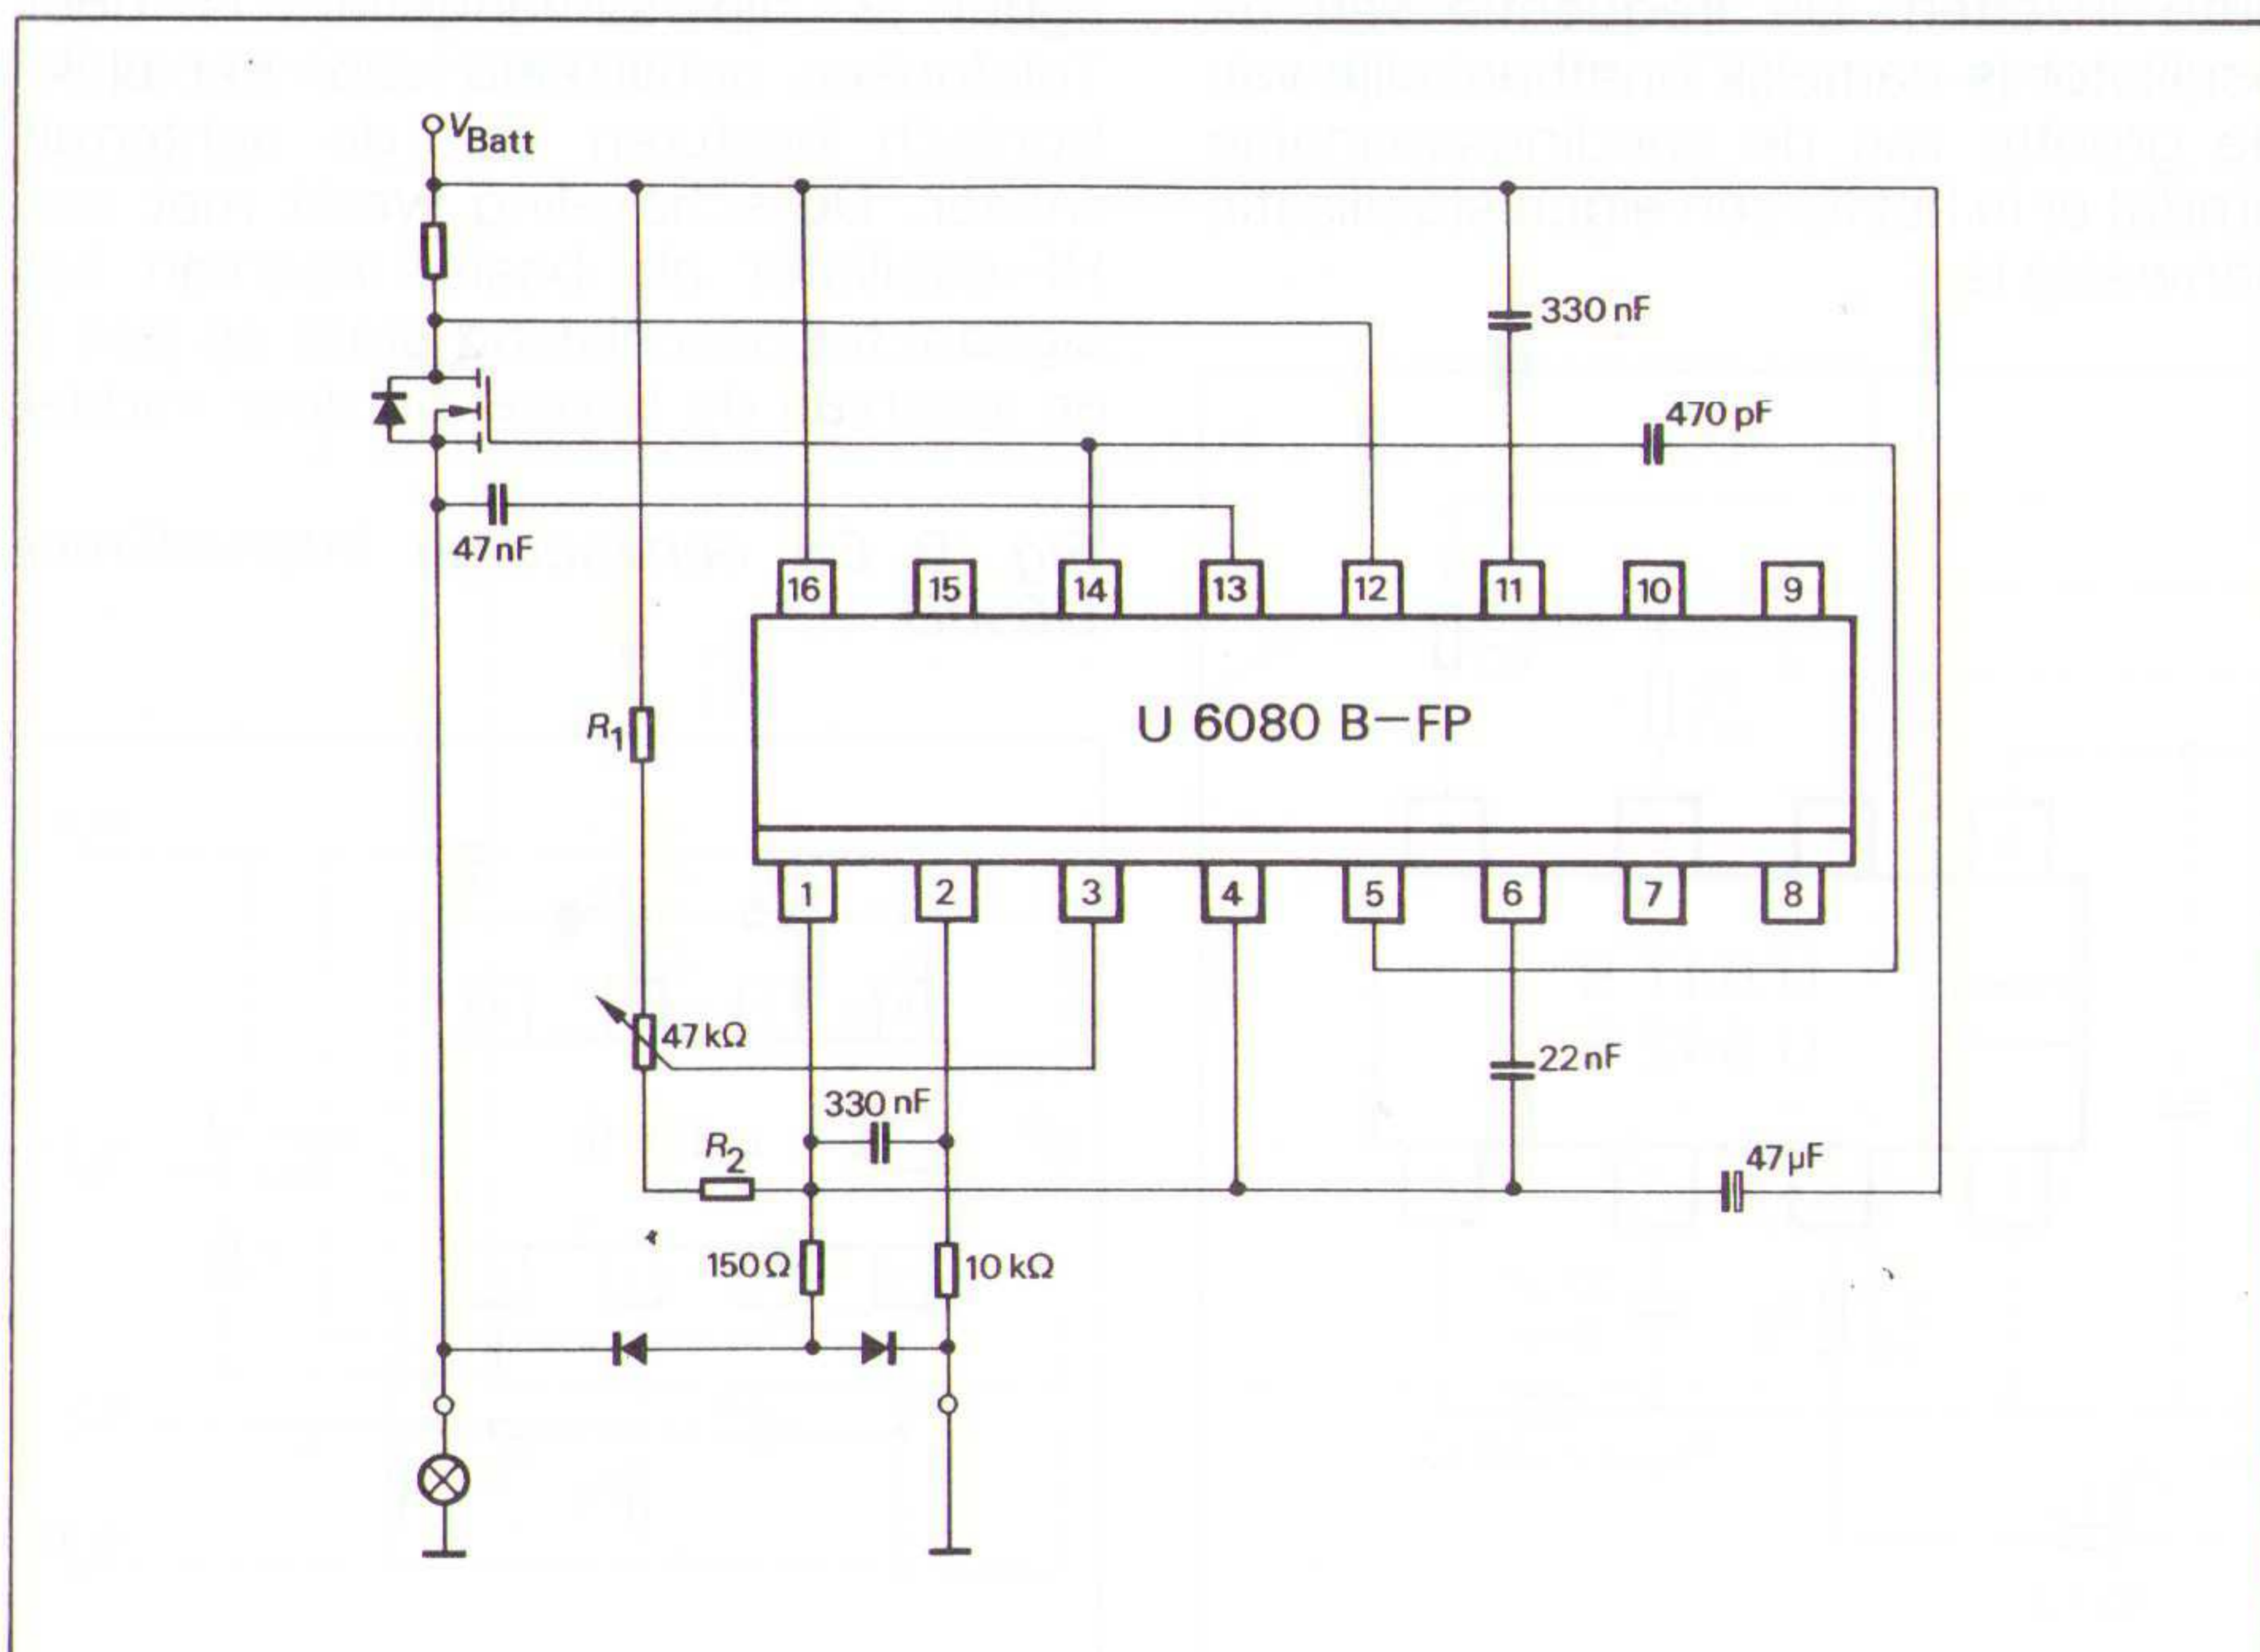 V Batt
330 nF
470 pF
47 nF
16 15 14 13 12 11 10 9
R1
U 6080 B-FP
1 2 3 4 5 6 7 8
47 kΩ
22 nF
330 nF
R2
47 µF
150 Ω
10 kΩ